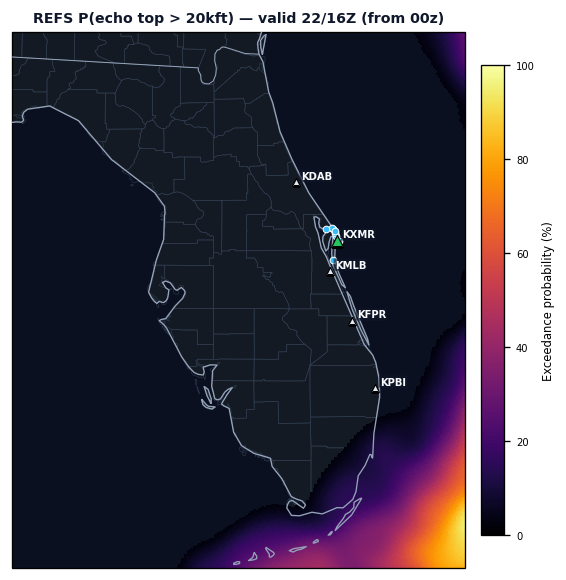 REFS P(echo top > 20kft) — valid 22/16Z (from 00z)
KDAB
KXMR
KMLB
KFPR
KPBI
100
80
60
40
20
0
Exceedance probability (%)